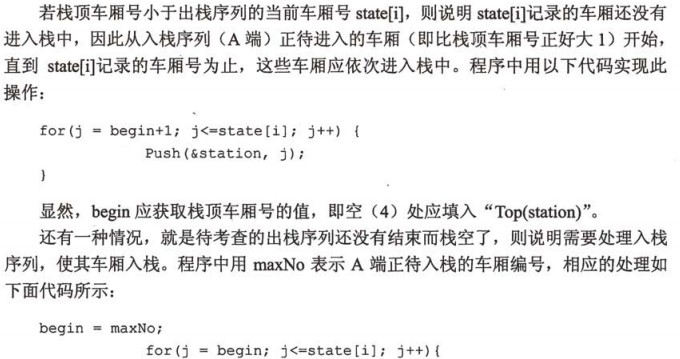 若栈顶车厢号小于出栈序列的当前车厢号 state[i]，则说明 state[i]记录的车厢还没有
进入栈中，因此从入栈序列（A 端）正待进入的车厢（即比栈顶车厢号正好大 1）开始，
直到 state[i]记录的车厢号为止，这些车厢应依次进入栈中。程序中用以下代码实现此
操作：
for(j = begin+1; j<=state[i]; j++) {
Push(&station, j);
}
显然，begin 应获取栈顶车厢号的值，即空（4）处应填入“Top(station)”。
还有一种情况，就是待考查的出栈序列还没有结束而栈空了，则说明需要处理入栈
序列，使其车厢入栈。程序中用 maxNo 表示 A 端正待入栈的车厢编号，相应的处理如
下面代码所示：
begin = maxNo;
for(j = begin; j<=state[i]; j++){